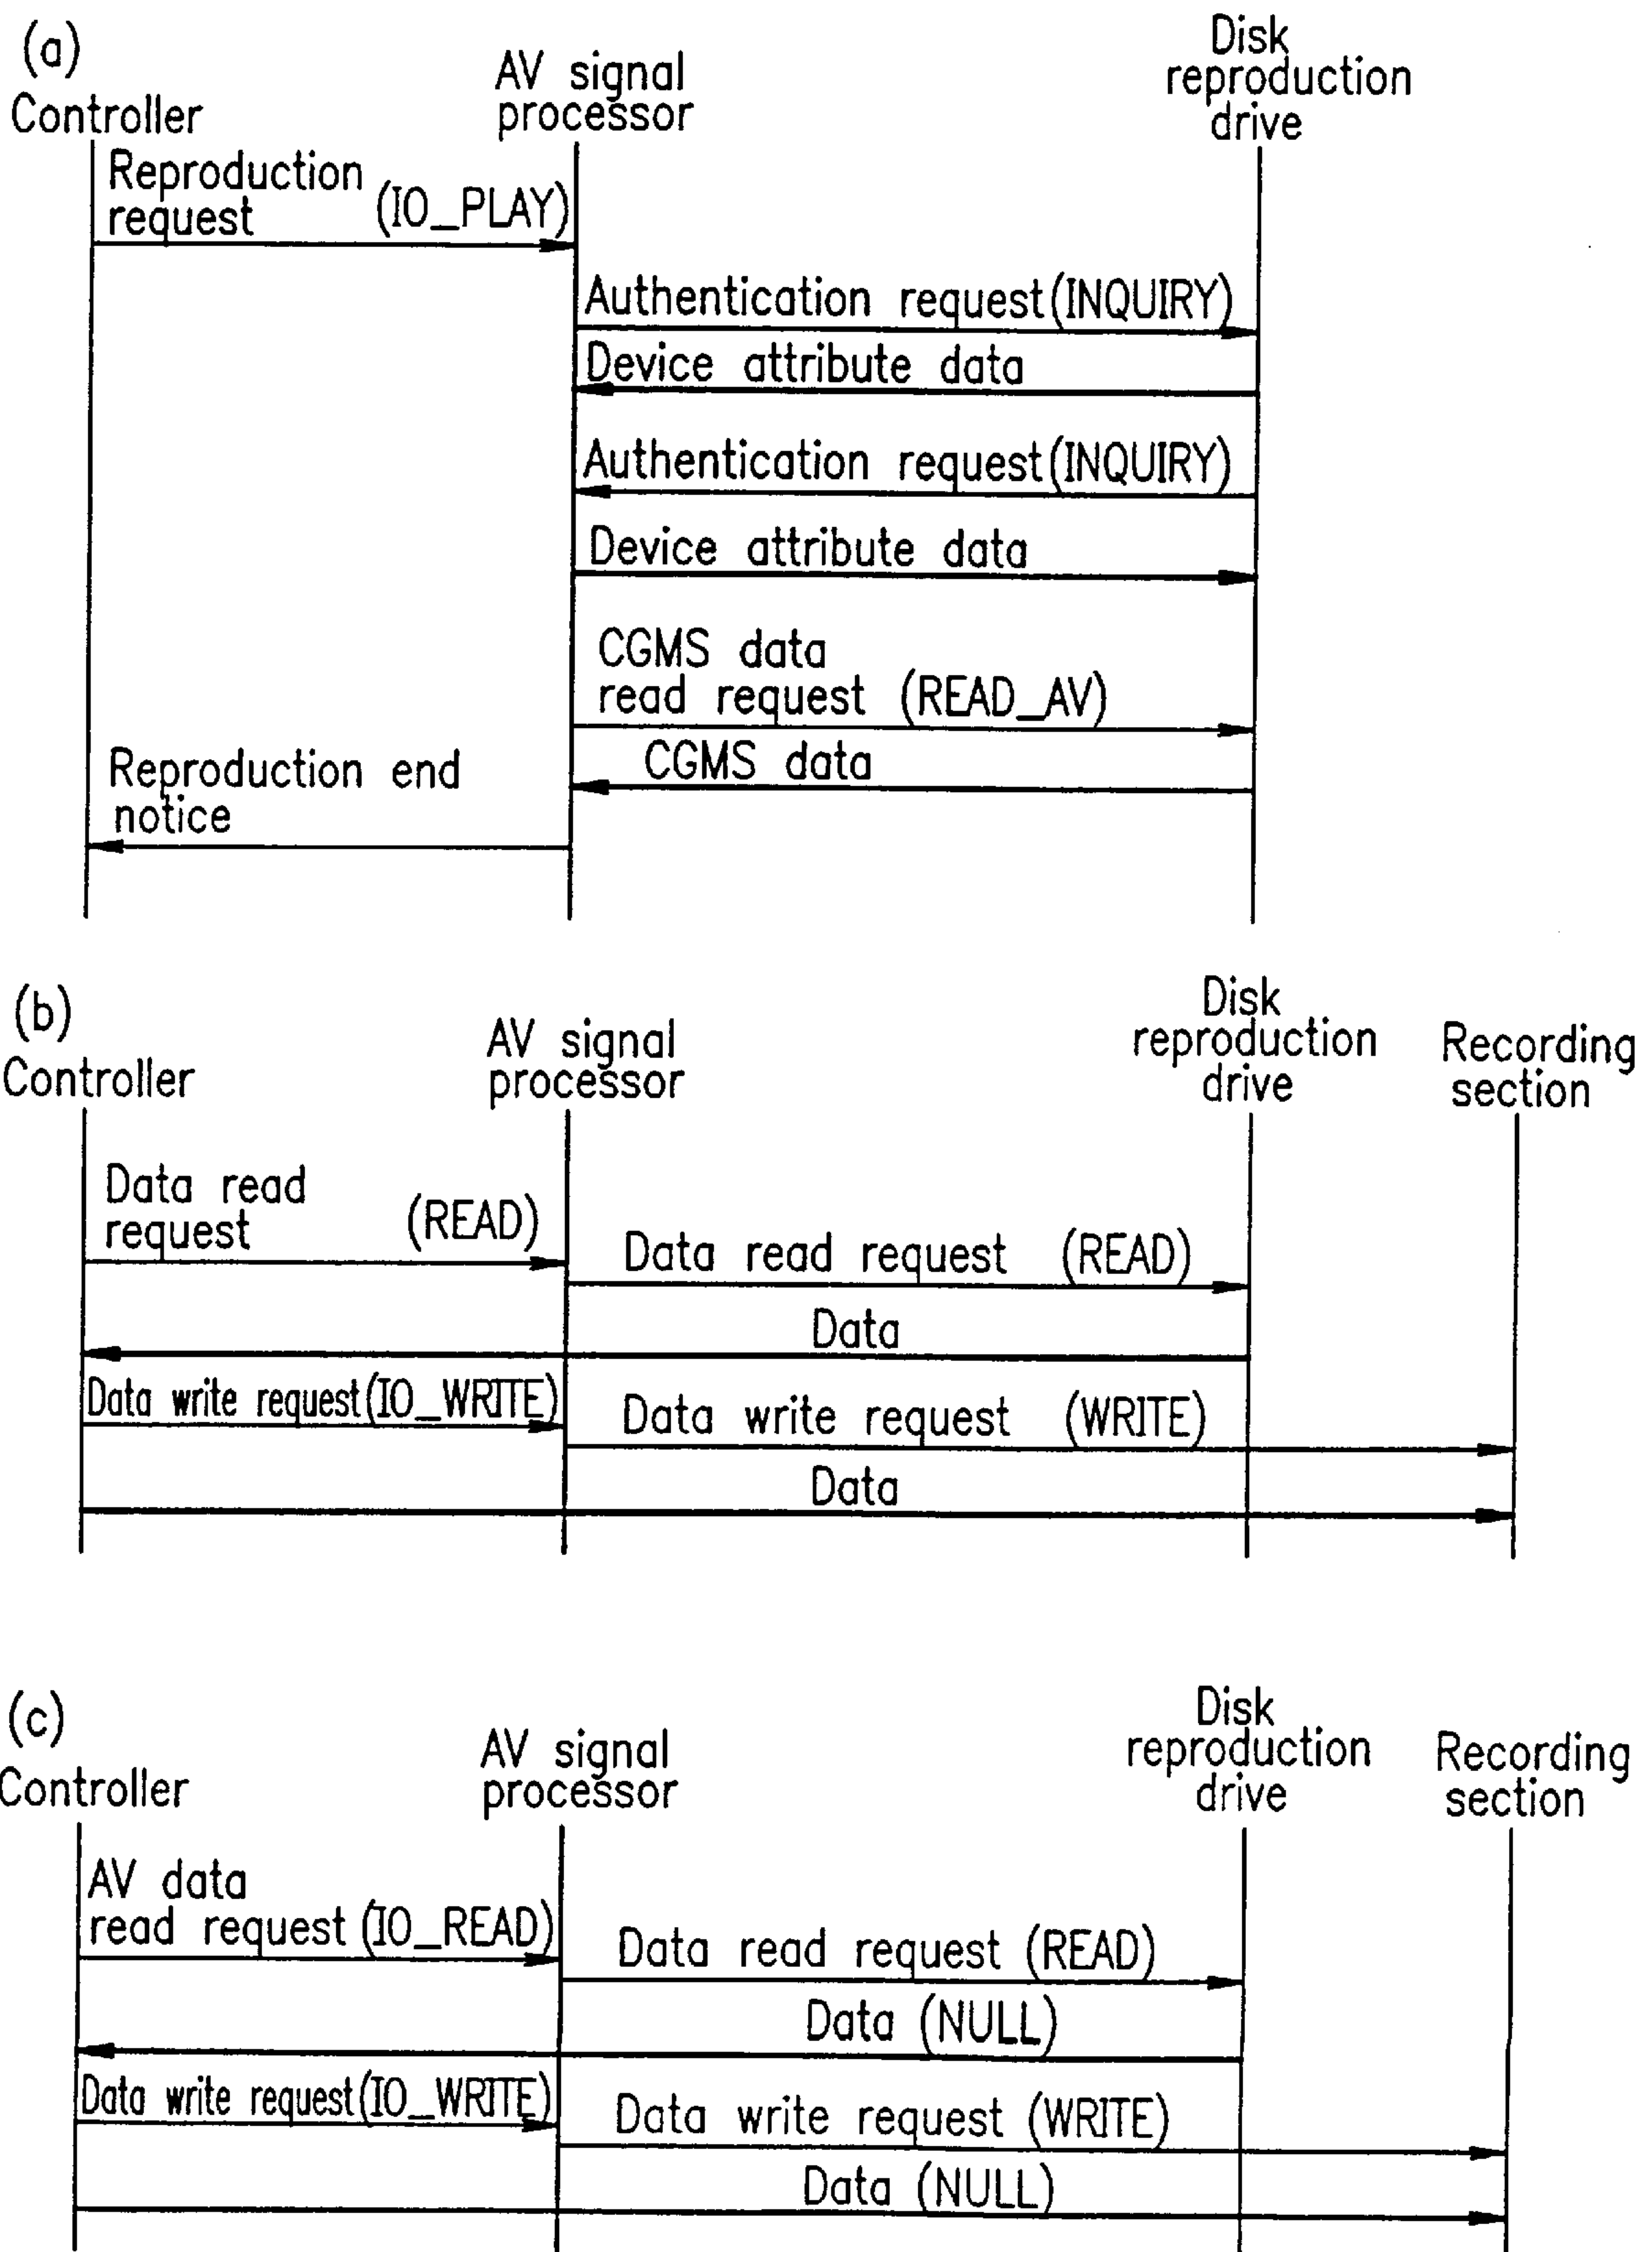 (a)
Controller
AV signal
processor
Disk
reproduction
drive
Reproduction
request (IO_PLAY)
Authentication request (INQUIRY)
Device attribute data
Authentication request (INQUIRY)
Device attribute data
CGMS data
read request (READ_AV)
CGMS data
Reproduction end
notice
(b)
Controller
AV signal
processor
Disk
reproduction
drive
Recording
section
Data read
request (READ)
Data read request (READ)
Data
Data write request (IO_WRITE)
Data write request (WRITE)
Data
(c)
Controller
AV signal
processor
Disk
reproduction
drive
Recording
section
AV data
read request (IO_READ)
Data read request (READ)
Data (NULL)
Data write request (IO_WRITE)
Data write request (WRITE)
Data (NULL)